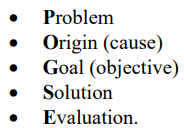 • Problem
• Origin (cause)
• Goal (objective)
• Solution
• Evaluation.